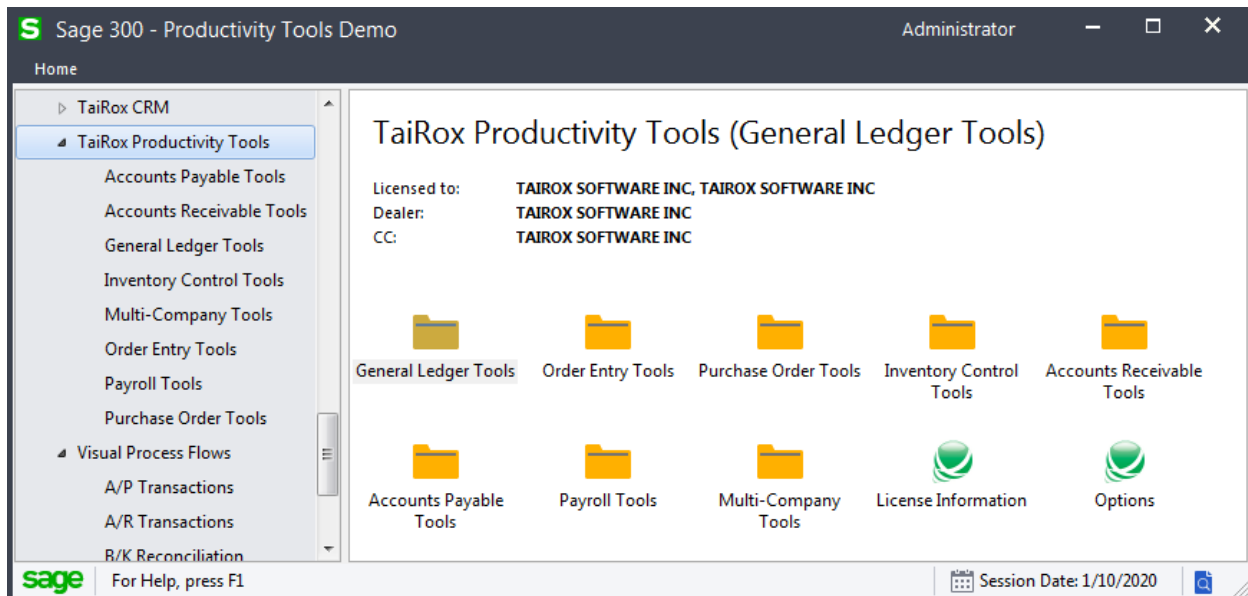 S Sage 300 - Productivity Tools Demo
Administrator
Home
TaiRox CRM
TaiRox Productivity Tools
Accounts Payable Tools
Accounts Receivable Tools
General Ledger Tools
Inventory Control Tools
Multi-Company Tools
Order Entry Tools
Payroll Tools
Purchase Order Tools
Visual Process Flows
A/P Transactions
A/R Transactions
B/K Reconciliation
TaiRox Productivity Tools (General Ledger Tools)
Licensed to: TAIROX SOFTWARE INC, TAIROX SOFTWARE INC
Dealer: TAIROX SOFTWARE INC
CC: TAIROX SOFTWARE INC
General Ledger Tools
Order Entry Tools
Purchase Order Tools
Inventory Control
Tools
Accounts Receivable
Tools
Accounts Payable
Tools
Payroll Tools
Multi-Company
Tools
License Information
Options
sage
For Help, press F1
Session Date: 1/10/2020